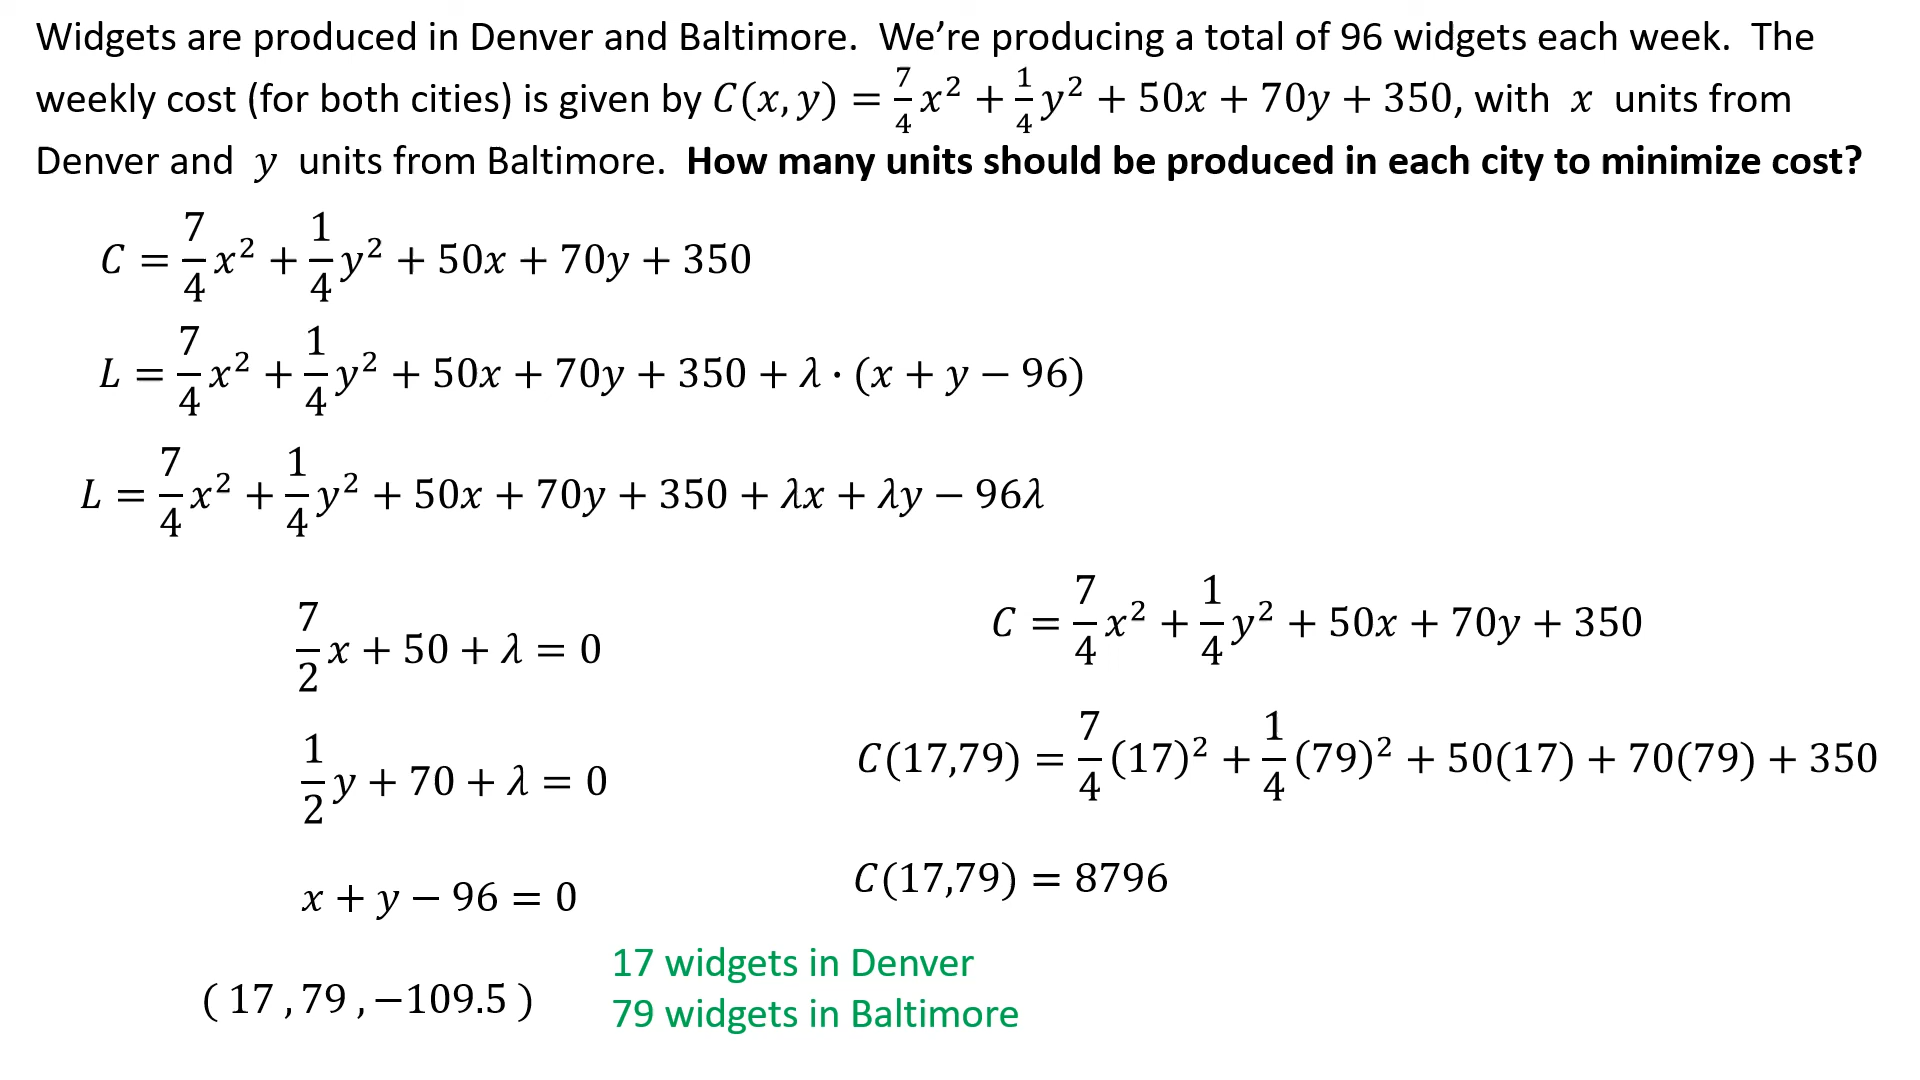 Widgets are produced in Denver and Baltimore. We're producing a total of 96 widgets each week. The
weekly cost (for both cities) is given by C(x, y) = 7/4 x² + 1/4 y² + 50x + 70y + 350, with x units from
Denver and y units from Baltimore. How many units should be produced in each city to minimize cost?
C = 7/4 x² + 1/4 y² + 50x + 70y + 350
L = 7/4 x² + 1/4 y² + 50x + 70y + 350 + λ · (x + y − 96)
L = 7/4 x² + 1/4 y² + 50x + 70y + 350 + λx + λy − 96λ
7/2 x + 50 + λ = 0
1/2 y + 70 + λ = 0
x + y − 96 = 0
( 17 , 79 , −109.5 )
C = 7/4 x² + 1/4 y² + 50x + 70y + 350
C(17,79) = 7/4 (17)² + 1/4 (79)² + 50(17) + 70(79) + 350
C(17,79) = 8796
17 widgets in Denver
79 widgets in Baltimore